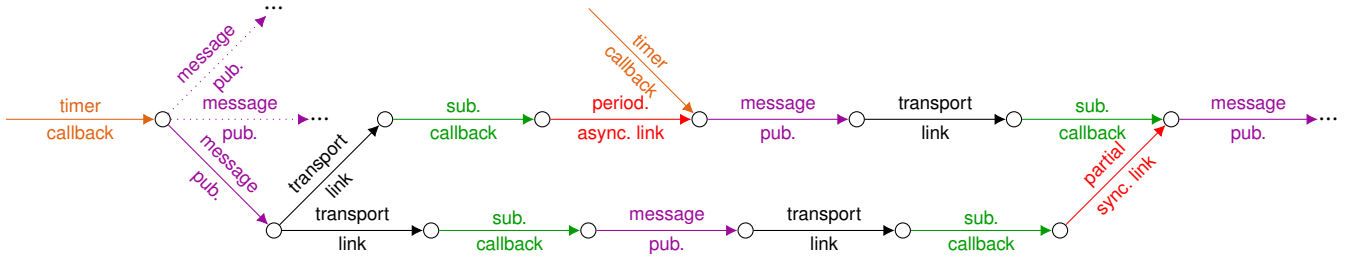 ...
message
pub.
timer
callback
timer
callback
message
pub.
...
message
pub.
sub.
callback
period.
async. link
message
pub.
transport
link
sub.
callback
message
pub.
...
transport
link
partial
sync. link
transport
link
sub.
callback
message
pub.
transport
link
sub.
callback